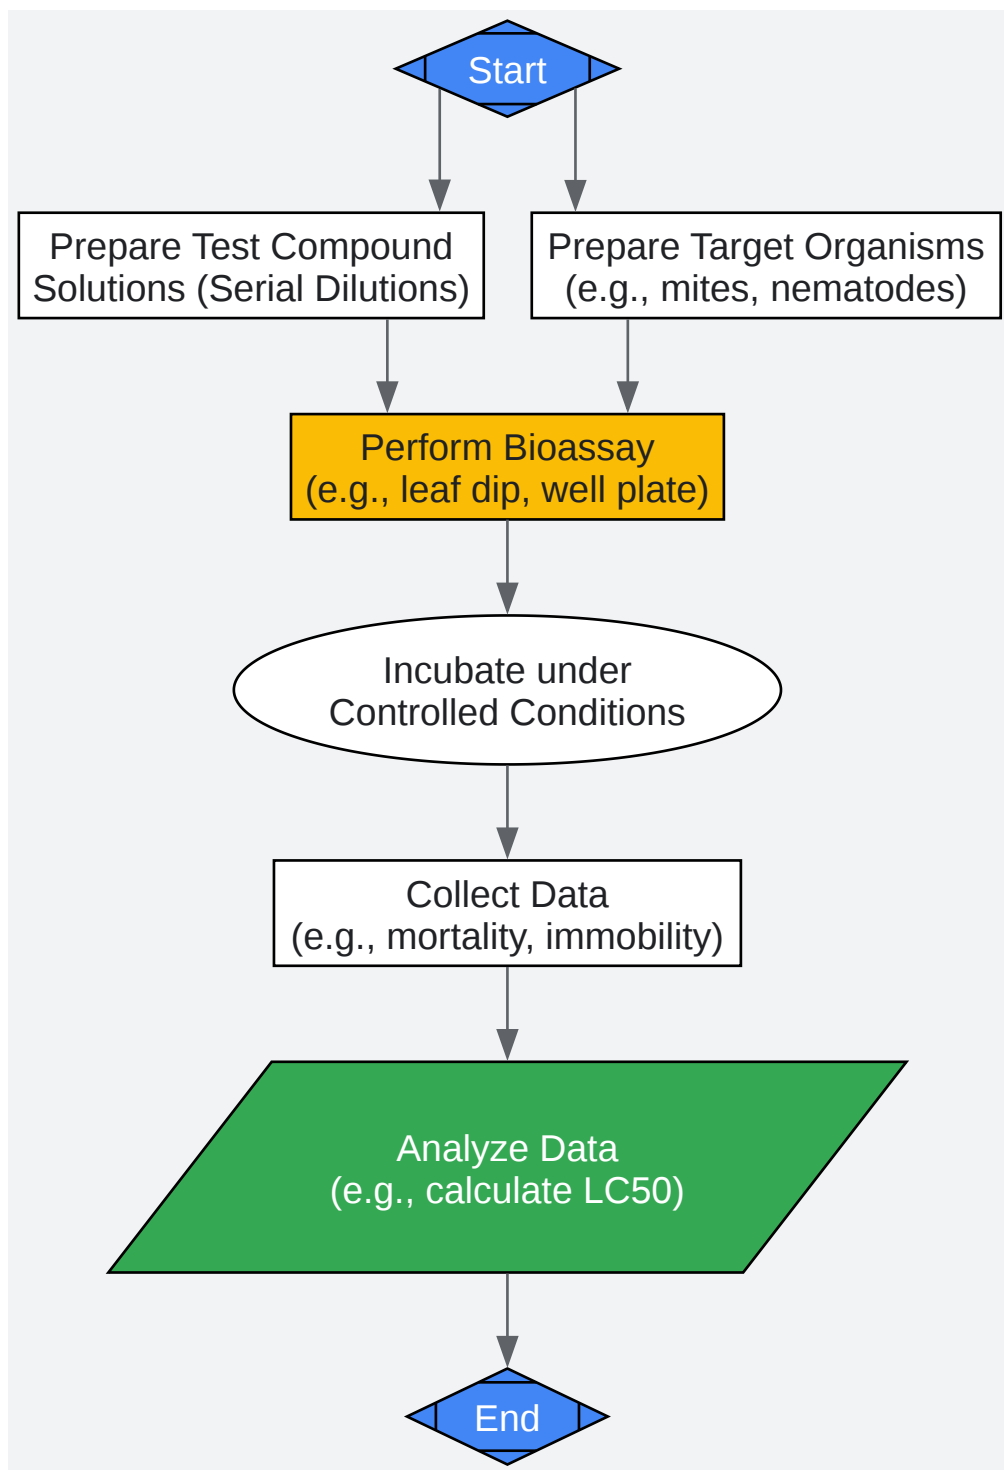 Start
Prepare Test Compound
Solutions (Serial Dilutions)
Prepare Target Organisms
(e.g., mites, nematodes)
Perform Bioassay
(e.g., leaf dip, well plate)
Incubate under
Controlled Conditions
Collect Data
(e.g., mortality, immobility)
Analyze Data
(e.g., calculate LC50)
End